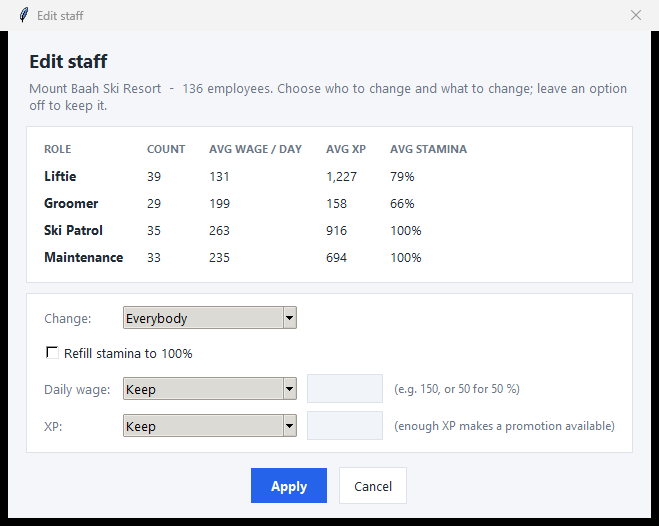 Edit staff
Edit staff
Mount Baah Ski Resort - 136 employees. Choose who to change and what to change; leave an option
off to keep it.
ROLE COUNT AVG WAGE / DAY AVG XP AVG STAMINA
Liftie 39 131 1,227 79%
Groomer 29 199 158 66%
Ski Patrol 35 263 916 100%
Maintenance 33 235 694 100%
Change: Everybody
Refill stamina to 100%
Daily wage: Keep (e.g. 150, or 50 for 50 %)
XP: Keep (enough XP makes a promotion available)
Apply Cancel